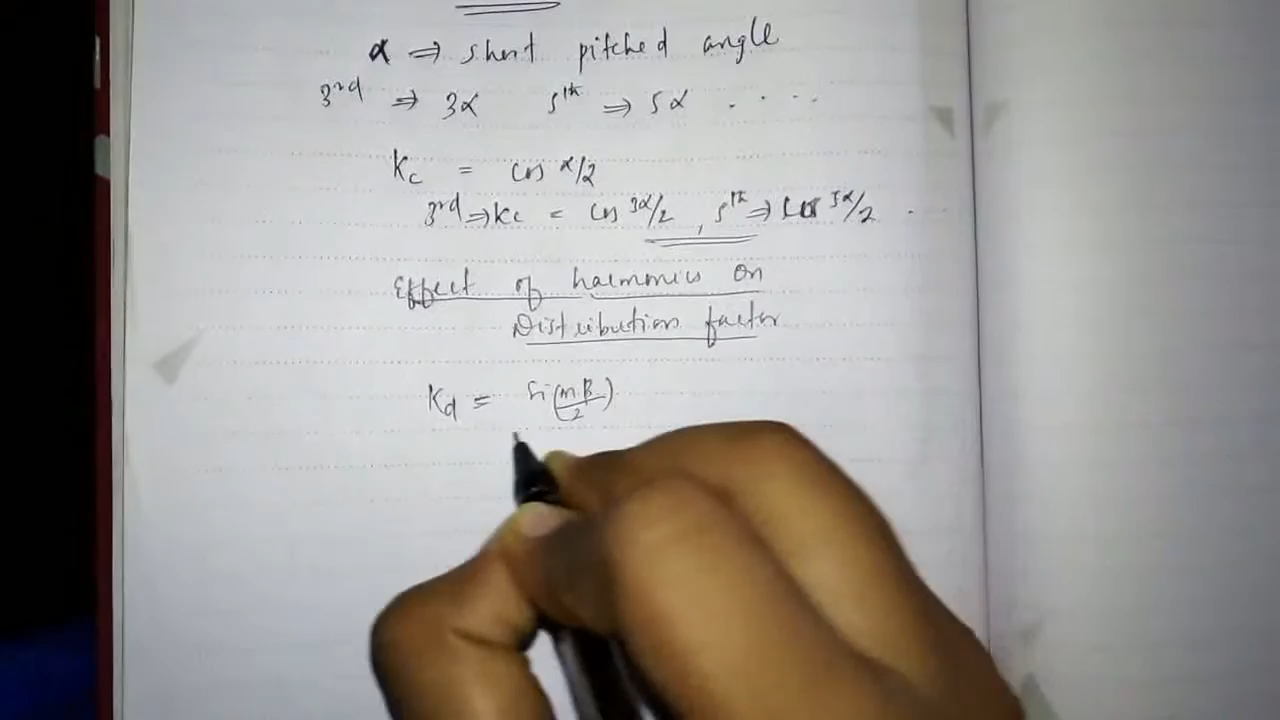 α ⇒ short pitched angle
3rd ⇒ 3α 5th ⇒ 5α . . . .
Kc = cos α/2
3rd ⇒ Kc = cos 3α/2 , 5th ⇒ cos 5α/2 .
Effect of harmonics on
Distribution factor
Kd = Si(mβ/2)